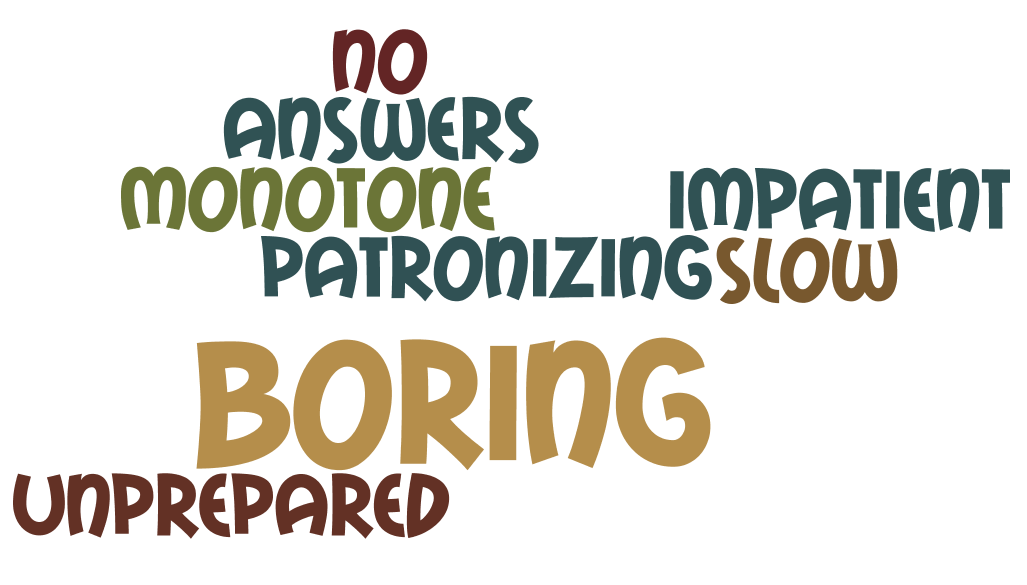 NO
ANSWERS
MONOTONE
IMPATIENT
PATRONIZING
SLOW
BORING
UNPREPARED